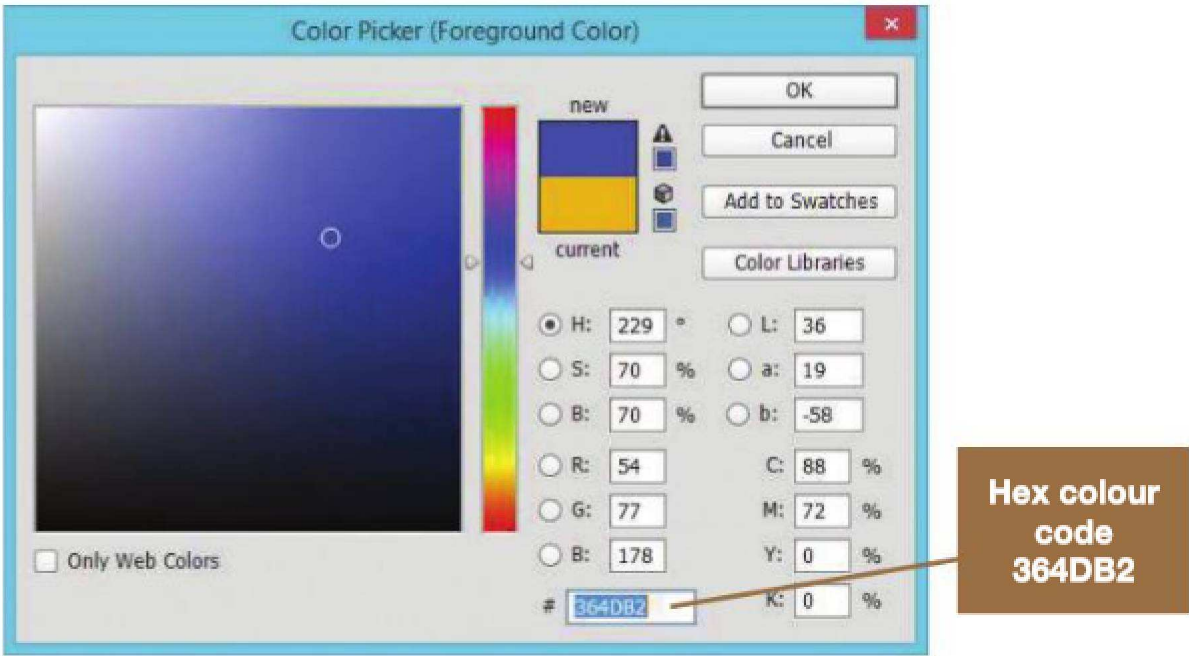 Color Picker (Foreground Color)
new
current
OK
Cancel
Add to Swatches
Color Libraries
H: 229 °
S: 70 %
B: 70 %
R: 54
G: 77
B: 178
# 364DB2
L: 36
a: 19
b: -58
C: 88 %
M: 72 %
Y: 0 %
K: 0 %
Only Web Colors
Hex colour
code
364DB2